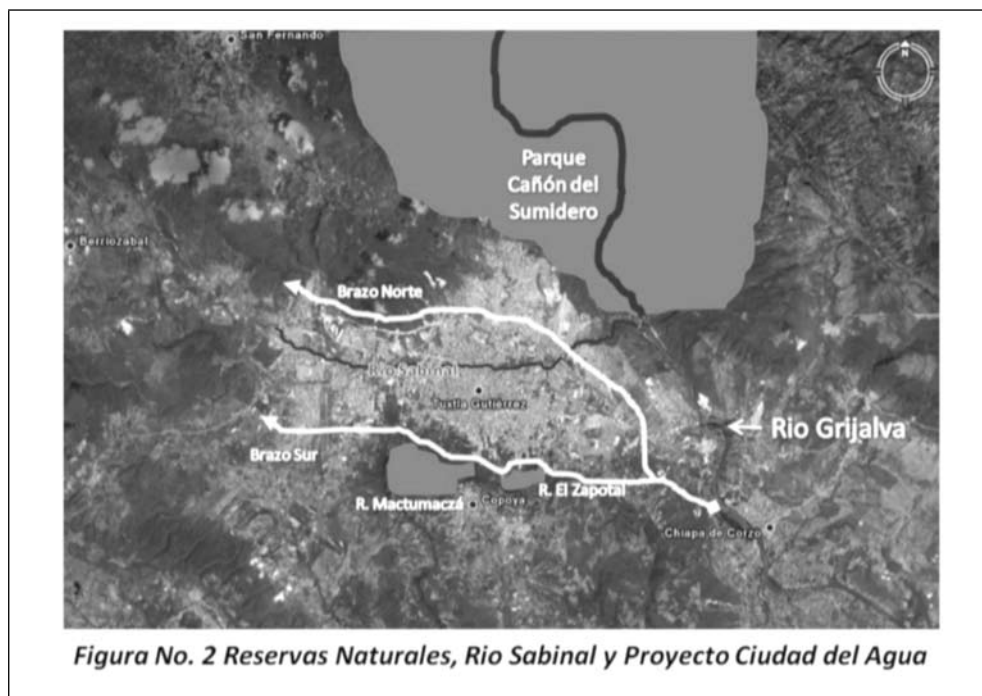 San Fernando
N
Parque
Cañón del
Sumidero
Berriozabal
Brazo Norte
Río Sabinal
Tuxtla Gutiérrez
Rio Grijalva
Brazo Sur
R. El Zapotal
R. Mactumaczá
Copoya
Chiapa de Corzo
Figura No. 2 Reservas Naturales, Rio Sabinal y Proyecto Ciudad del Agua